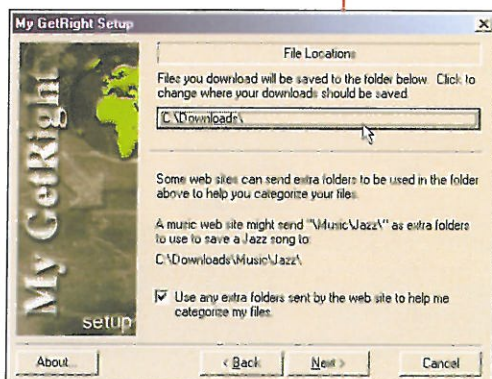 My GetRight Setup
My GetRight
setup
File Locations
Files you download will be saved to the folder below. Click to
change where your downloads should be saved.
C:\Downloads\
Some web sites can send extra folders to be used in the folder
above to help you categorize your files.
A music web site might send "\Music\Jazz\" as extra folders
to use to save a Jazz song to:
C:\Downloads\Music\Jazz\
Use any extra folders sent by the web site to help me
categorize my files.
About...
< Back
Next >
Cancel